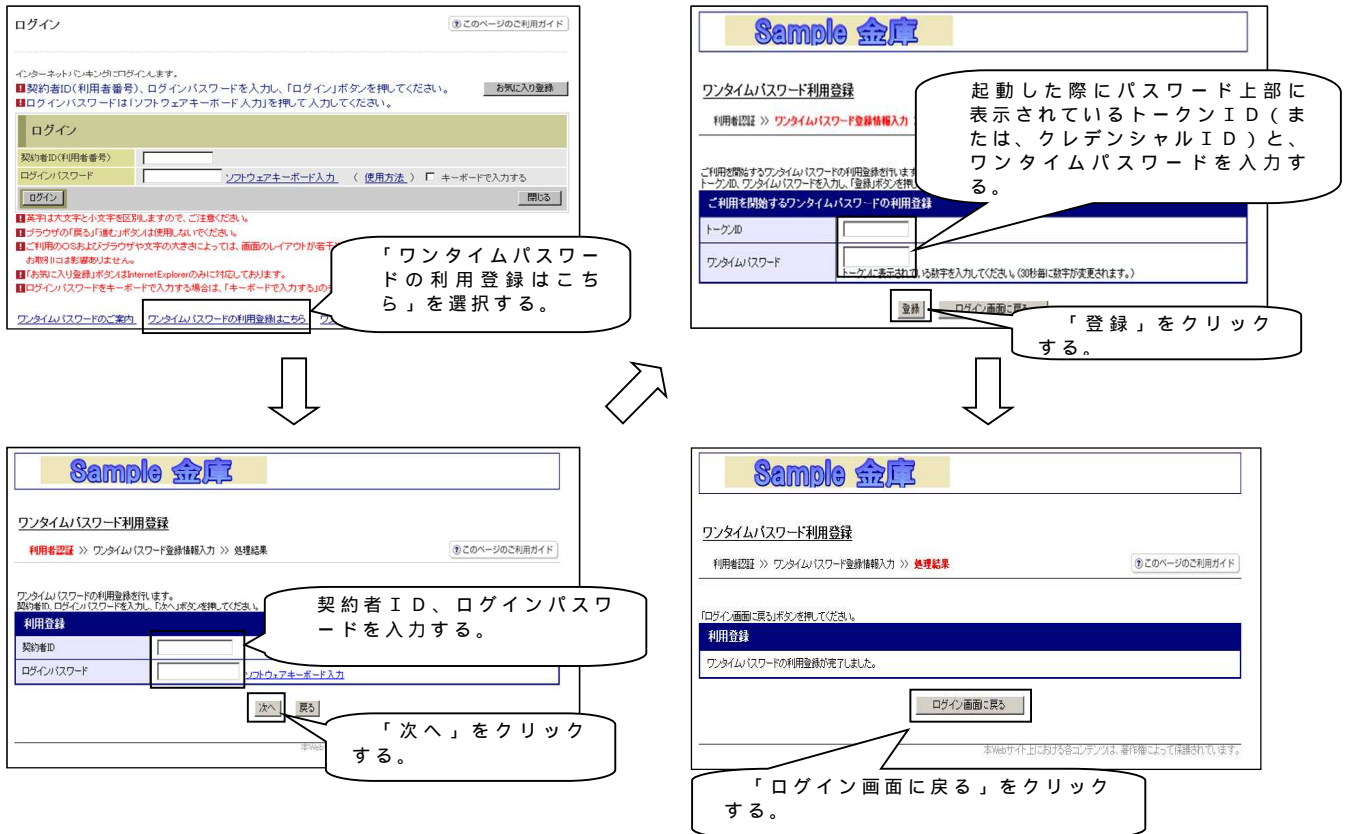 ログイン
このページのご利用ガイド
インターネットバンキングにログインします。
契約者ID(利用者番号)、ログインパスワードを入力し、「ログイン」ボタンを押してください。
お気に入り登録
ログインパスワードは「ソフトウェアキーボード入力」を押して入力してください。
ログイン
契約者ID(利用者番号)
ログインパスワード
ソフトウェアキーボード入力 ( 使用方法 ) キーボードで入力する
ログイン
閉じる
英字は大文字と小文字を区別しますので、ご注意ください。
ブラウザの「戻る」「進む」ボタンは使用しないでください。
ご利用のOSおよびブラウザや文字の大きさによっては、画面のレイアウトが若干
お取引には影響ありません。
「お気に入り登録」ボタンはInternetExplorerのみに対応しております。
ログインパスワードをキーボードで入力する場合は、「キーボードで入力する」の
ワンタイムパスワードのご案内 ワンタイムパスワードの利用登録はこちら
「ワンタイムパスワー
ドの利用登録はこち
ら」を選択する。
Sample 金庫
ワンタイムパスワード利用登録
利用者認証 >> ワンタイムパスワード登録情報入力 >> 処理結果
このページのご利用ガイド
ワンタイムパスワードの利用登録を行います。
契約者ID、ログインパスワードを入力し、「次へ」ボタンを押してください。
利用登録
契約者ID
ログインパスワード
ソフトウェアキーボード入力
次へ
戻る
本Web
契約者ID、ログインパスワ
ードを入力する。
「次へ」をクリック
する。
Sample 金庫
ワンタイムパスワード利用登録
利用者認証 >> ワンタイムパスワード登録情報入力
ご利用を開始するワンタイムパスワードの利用登録を行います
トークンID、ワンタイムパスワードを入力し、「登録」ボタンを押し
ご利用を開始するワンタイムパスワードの利用登録
トークンID
ワンタイムパスワード
トークンに表示されている数字を入力してください。(30秒毎に数字が変更されます。)
登録
ログイン画面に戻る
起動した際にパスワード上部に
表示されているトークンID(ま
たは、クレデンシャルID)と、
ワンタイムパスワードを入力す
る。
「登録」をクリック
する。
Sample 金庫
ワンタイムパスワード利用登録
利用者認証 >> ワンタイムパスワード登録情報入力 >> 処理結果
このページのご利用ガイド
「ログイン画面に戻る」ボタンを押してください。
利用登録
ワンタイムパスワードの利用登録が完了しました。
ログイン画面に戻る
本Webサイト上における各コンテンツは、著作権によって保護されています。
「ログイン画面に戻る」をクリック
する。